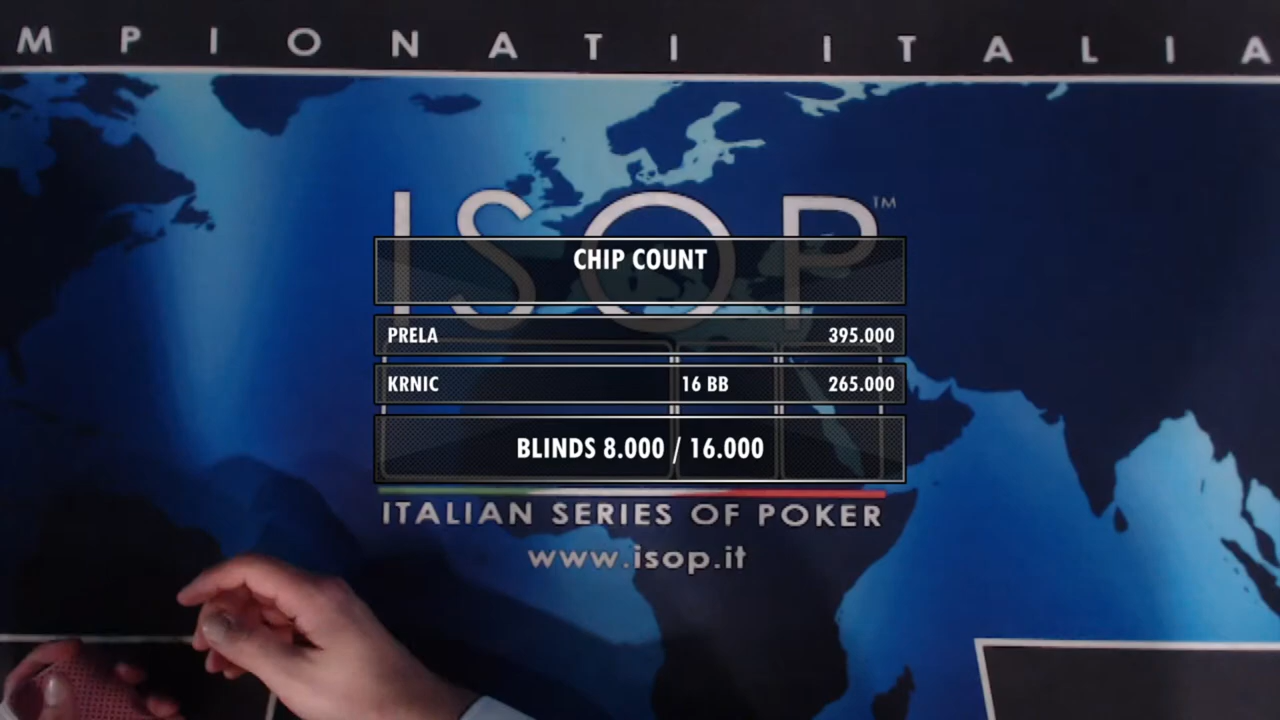 MPIONATI ITALIA
ISOP™
CHIP COUNT
PRELA 395.000
KRNIC 16 BB 265.000
BLINDS 8.000 / 16.000
ITALIAN SERIES OF POKER
www.isop.it